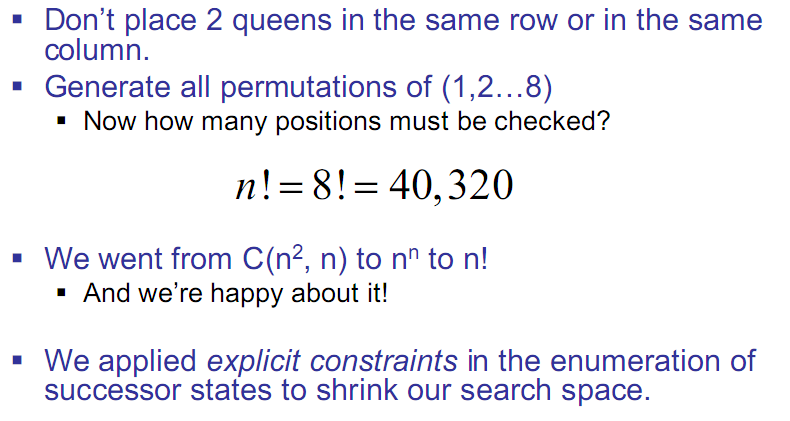 ▪ Don't place 2 queens in the same row or in the same
column.
▪ Generate all permutations of (1,2…8)
▪ Now how many positions must be checked?
n! = 8! = 40,320
▪ We went from C(n², n) to nⁿ to n!
▪ And we're happy about it!
▪ We applied explicit constraints in the enumeration of
successor states to shrink our search space.